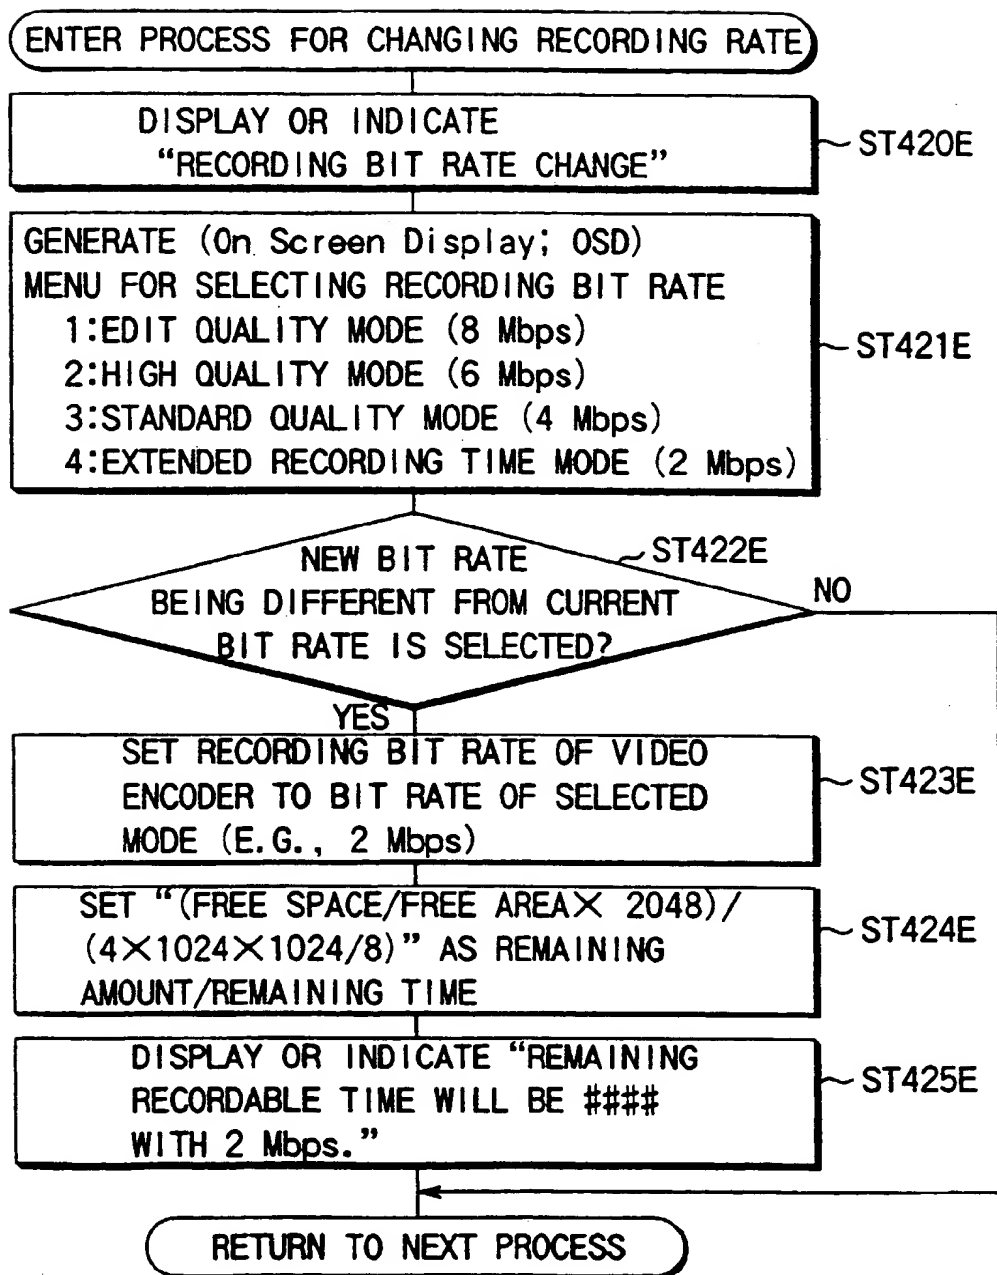 ENTER PROCESS FOR CHANGING RECORDING RATE
DISPLAY OR INDICATE
“RECORDING BIT RATE CHANGE”
ST420E
GENERATE (On Screen Display; OSD)
MENU FOR SELECTING RECORDING BIT RATE
1:EDIT QUALITY MODE (8 Mbps)
2:HIGH QUALITY MODE (6 Mbps)
3:STANDARD QUALITY MODE (4 Mbps)
4:EXTENDED RECORDING TIME MODE (2 Mbps)
ST421E
NEW BIT RATE
BEING DIFFERENT FROM CURRENT
BIT RATE IS SELECTED?
ST422E
NO
YES
SET RECORDING BIT RATE OF VIDEO
ENCODER TO BIT RATE OF SELECTED
MODE (E.G., 2 Mbps)
ST423E
SET “(FREE SPACE/FREE AREA× 2048)/
(4×1024×1024/8)” AS REMAINING
AMOUNT/REMAINING TIME
ST424E
DISPLAY OR INDICATE “REMAINING
RECORDABLE TIME WILL BE ####
WITH 2 Mbps.”
ST425E
RETURN TO NEXT PROCESS